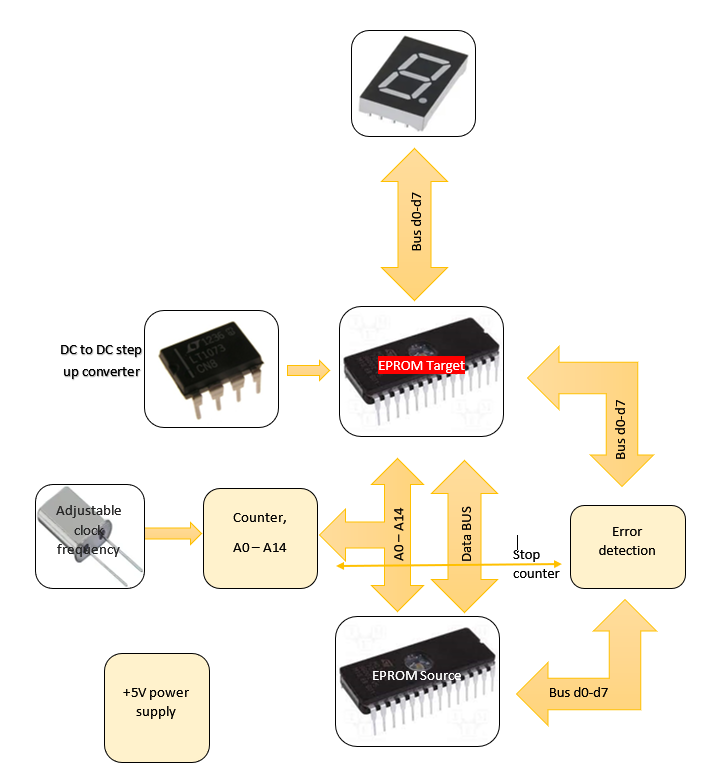 Bus d0-d7
DC to DC step
up converter
1236
LT1073
CN8
EPROM Target
Bus d0-d7
Adjustable
clock
frequency
Counter,
A0 – A14
A0 – A14
Data BUS
Stop
counter
Error
detection
+5V power
supply
EPROM Source
Bus d0-d7